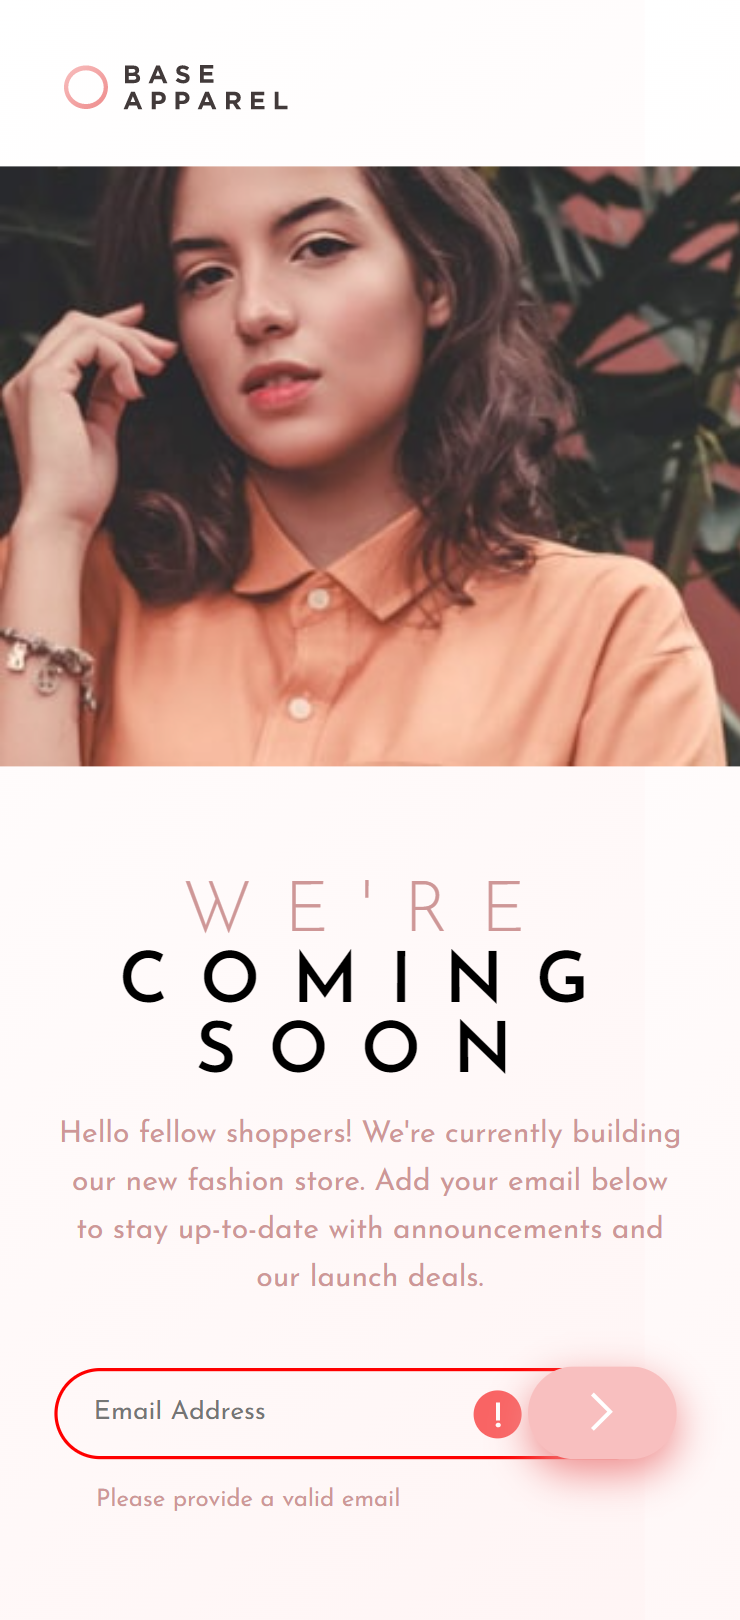 BASE
APPAREL
WE'RE
COMING
SOON
Hello fellow shoppers! We're currently building
our new fashion store. Add your email below
to stay up-to-date with announcements and
our launch deals.
Email Address
!
Please provide a valid email